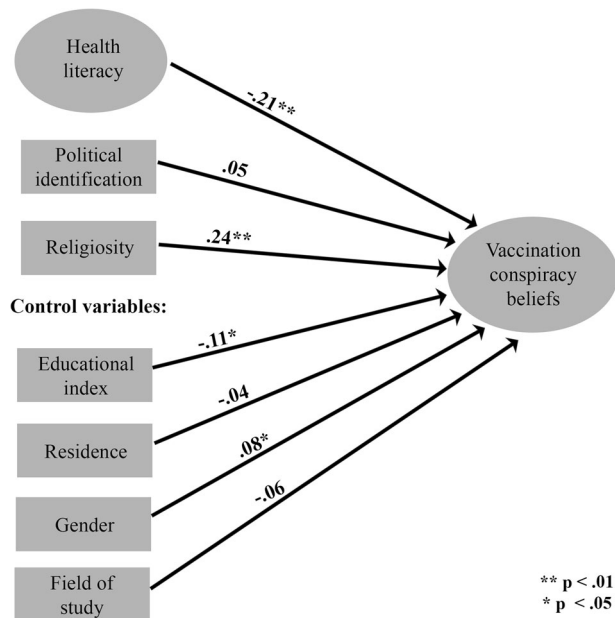 Health
literacy
-.21**
Political
identification
.05
Religiosity
.24**
Vaccination
conspiracy
beliefs
Control variables:
Educational
index
-.11*
Residence
-.04
Gender
.08*
Field of
study
-.06
** p < .01
* p < .05